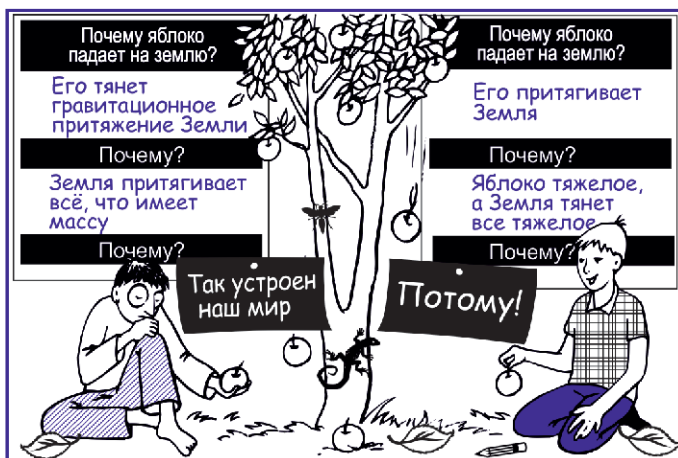 Почему яблоко
падает на землю?
Его тянет
гравитационное
притяжение Земли
Почему?
Земля притягивает
всё, что имеет
массу
Почему?
Так устроен
наш мир
Почему яблоко
падает на землю?
Его притягивает
Земля
Почему?
Яблоко тяжелое,
а Земля тянет
все тяжелое
Почему?
Потому!